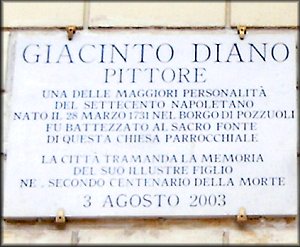 GIACINTO DIANO
PITTORE
UNA DELLE MAGGIORI PERSONALITÀ
DEL SETTECENTO NAPOLETANO
NATO IL 28 MARZO 1731 NEL BORGO DI POZZUOLI
FU BATTEZZATO AL SACRO FONTE
DI QUESTA CHIESA PARROCCHIALE
LA CITTÀ TRAMANDA LA MEMORIA
DEL SUO ILLUSTRE FIGLIO
NE. SECONDO CENTENARIO DELLA MORTE
3 AGOSTO 2003